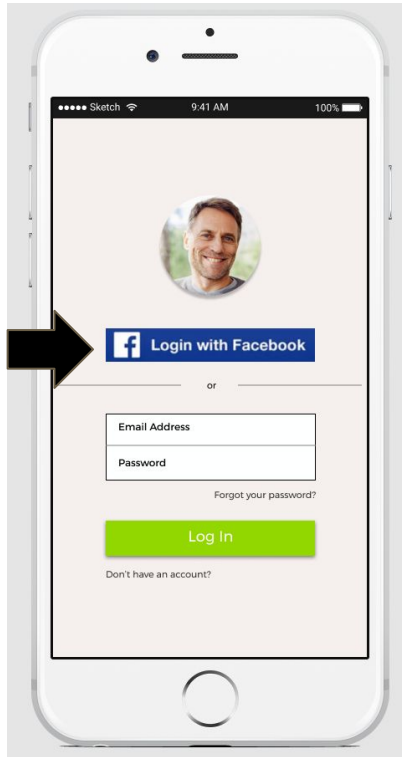 ●●●●● Sketch 9:41 AM 100%
f Login with Facebook
or
Email Address
Password
Forgot your password?
Log In
Don't have an account?